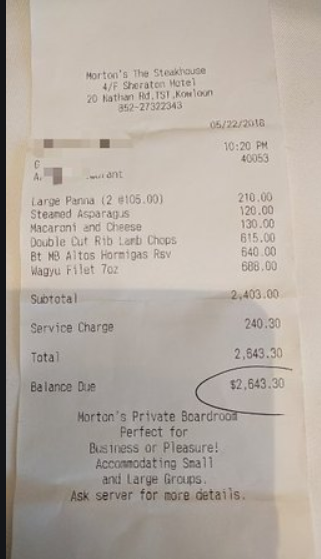 Morton's The Steakhouse
4/F Sheraton Hotel
20 Nathan Rd.TST,Kowloon
852-27322343
05/22/2018
10:20 PM
40053
Large Panna (2 @105.00) 210.00
Steamed Asparagus 120.00
Macaroni and Cheese 130.00
Double Cut Rib Lamb Chops 615.00
Bt MB Altos Hormigas Rsv 640.00
Wagyu Filet 7oz 688.00
Subtotal 2,403.00
Service Charge 240.30
Total 2,643.30
Balance Due $2,643.30
Morton's Private Boardroom
Perfect for
Business or Pleasure!
Accommodating Small
and Large Groups.
Ask server for more details.